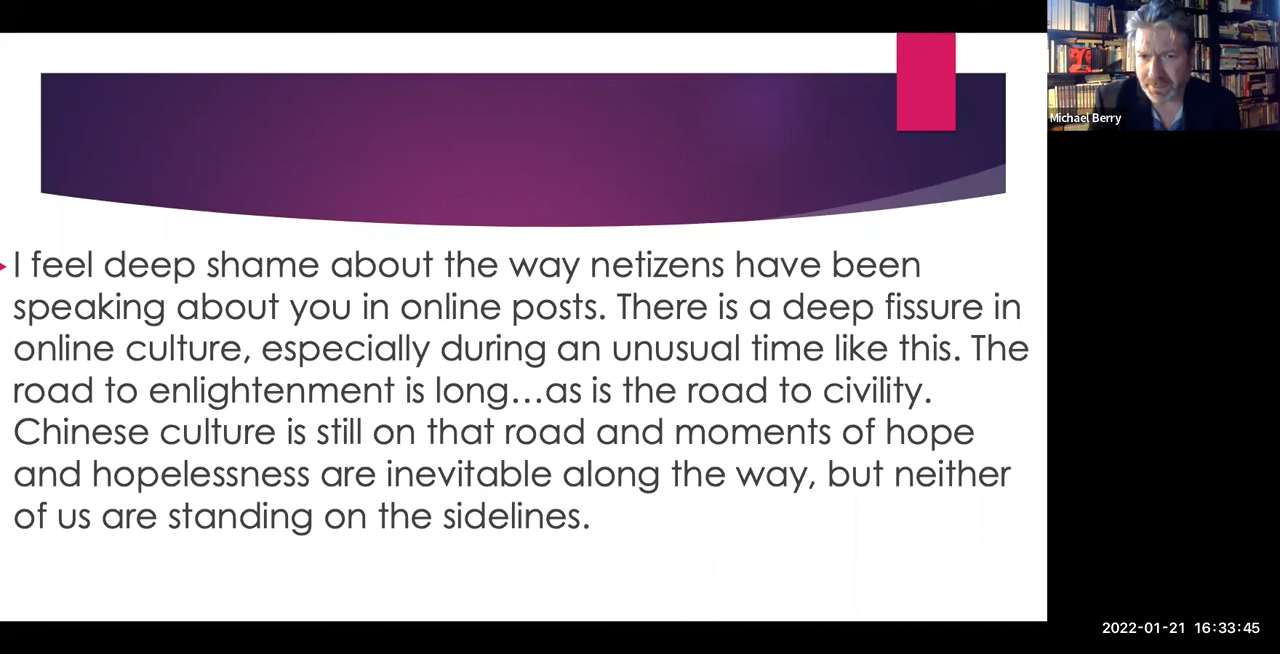 Michael Berry
I feel deep shame about the way netizens have been
speaking about you in online posts. There is a deep fissure in
online culture, especially during an unusual time like this. The
road to enlightenment is long…as is the road to civility.
Chinese culture is still on that road and moments of hope
and hopelessness are inevitable along the way, but neither
of us are standing on the sidelines.
2022-01-21 16:33:45